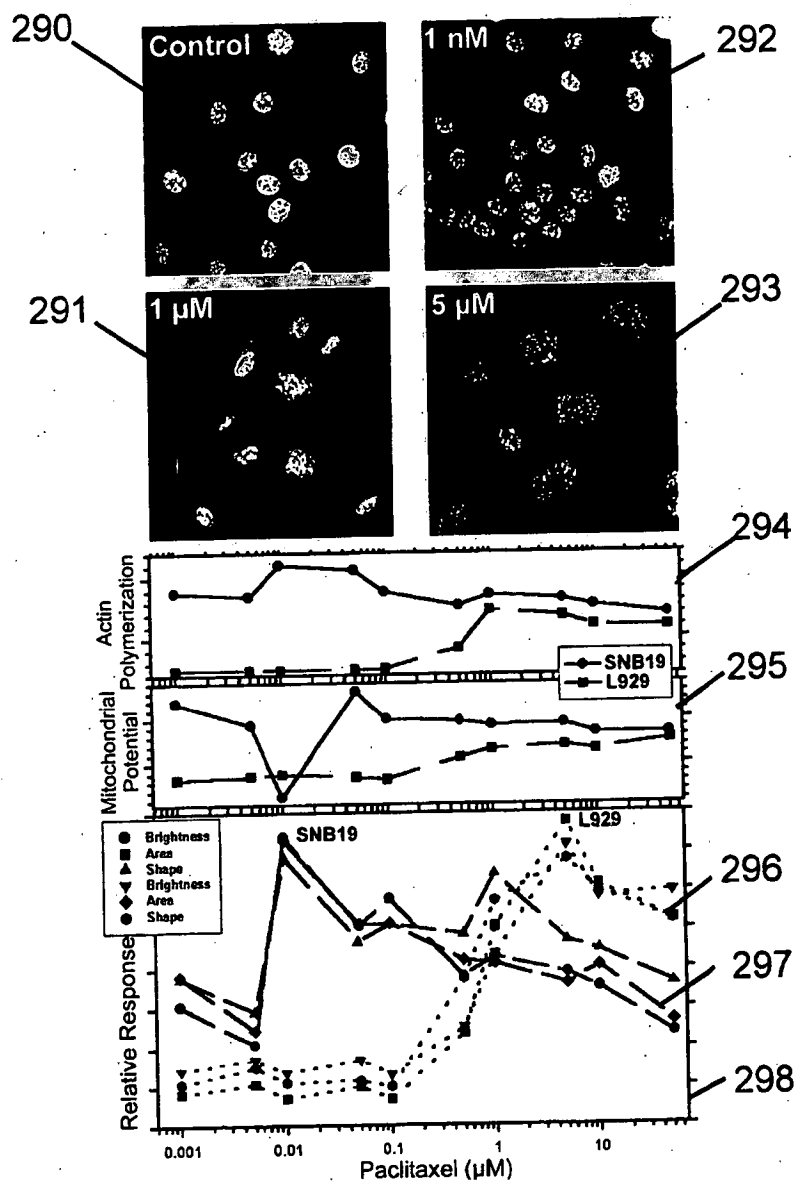 290
Control
1 nM
292
291
1 µM
5 µM
293
294
Actin
Polymerization
SNB19
L929
295
Mitochondrial
Potential
Brightness
Area
Shape
Brightness
Area
Shape
SNB19
L929
296
297
298
Relative Response
0.001
0.01
0.1
1
10
Paclitaxel (µM)